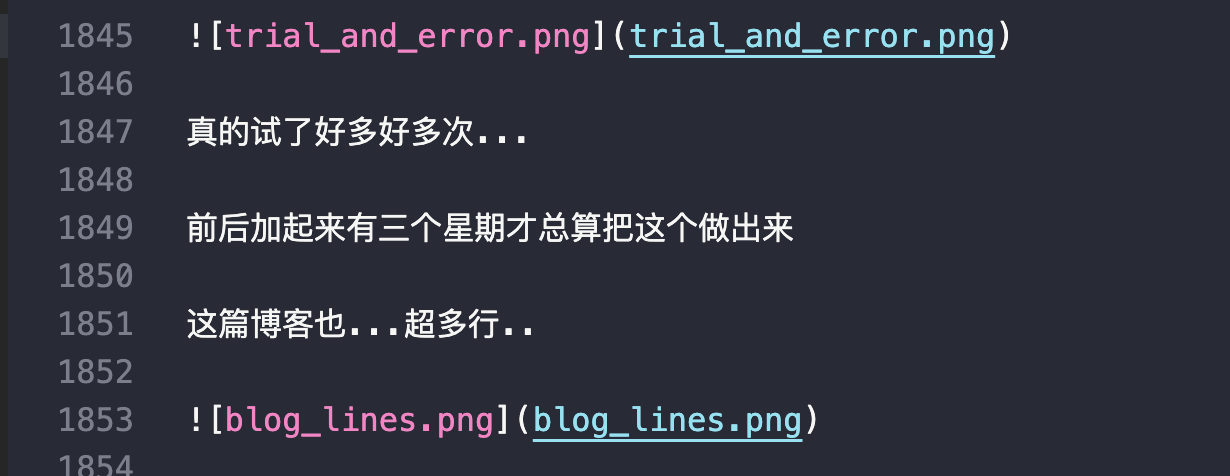 1845 ![trial_and_error.png](trial_and_error.png)
1846
1847 真的试了好多好多次...
1848
1849 前后加起来有三个星期才总算把这个做出来
1850
1851 这篇博客也...超多行..
1852
1853 ![blog_lines.png](blog_lines.png)
1854